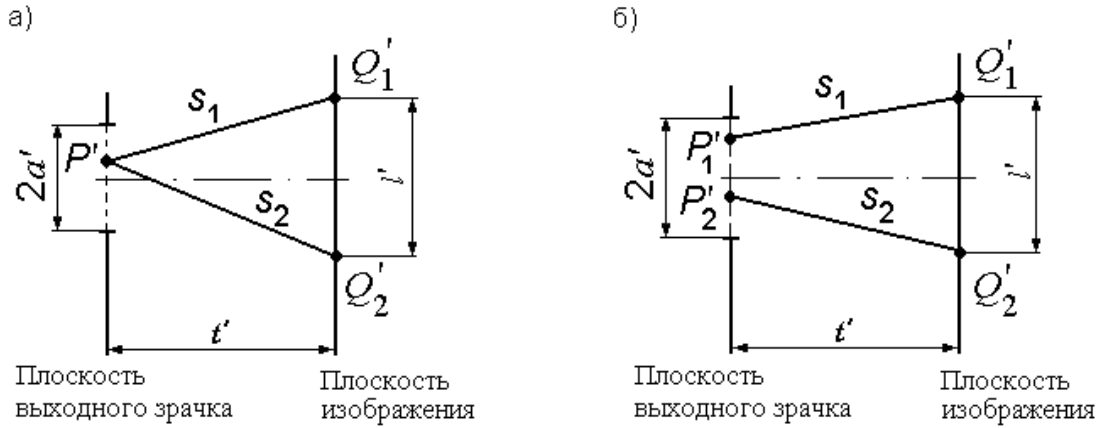 а)
Q'1
s1
P'
2a'
l'
s2
Q'2
t'
Плоскость
выходного зрачка
Плоскость
изображения
б)
Q'1
s1
P'1
2a'
l'
P'2
s2
Q'2
t'
Плоскость
выходного зрачка
Плоскость
изображения